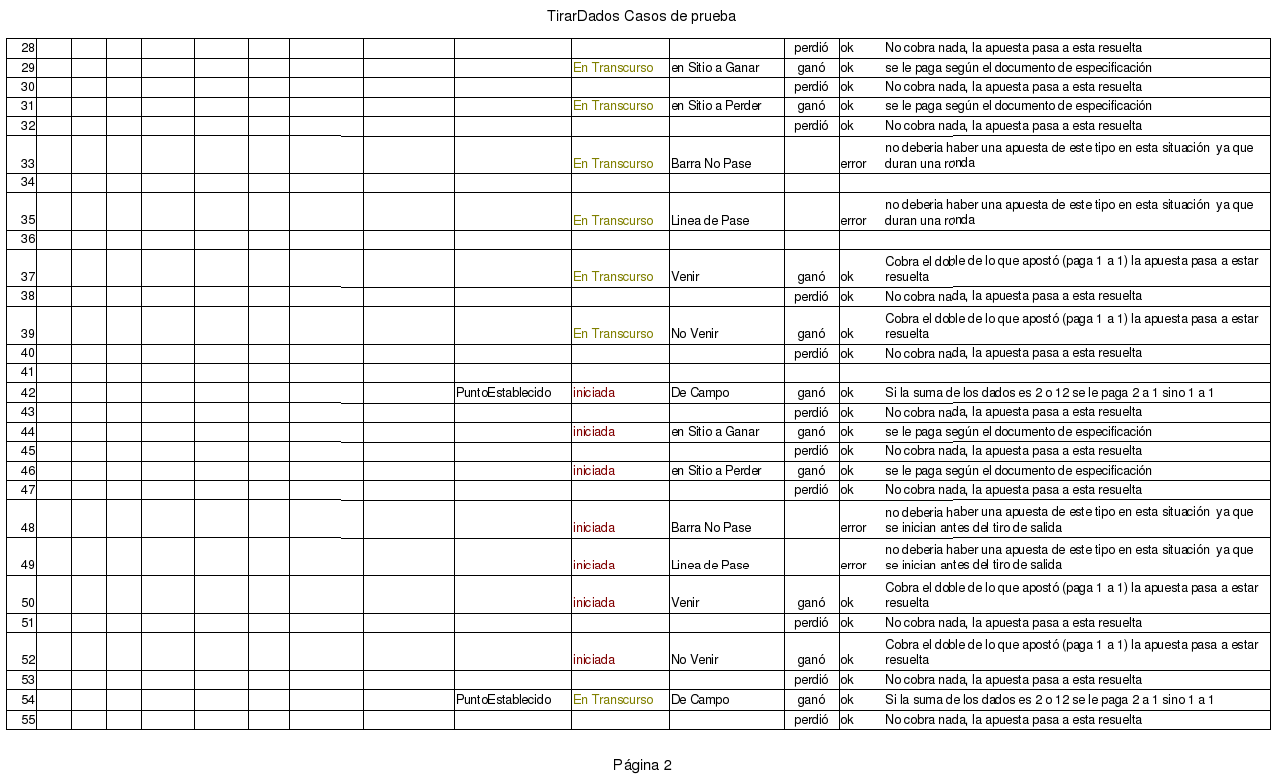 TirarDados Casos de prueba
28 perdió ok No cobra nada, la apuesta pasa a esta resuelta
29 En Transcurso en Sitio a Ganar ganó ok se le paga según el documento de especificación
30 perdió ok No cobra nada, la apuesta pasa a esta resuelta
31 En Transcurso en Sitio a Perder ganó ok se le paga según el documento de especificación
32 perdió ok No cobra nada, la apuesta pasa a esta resuelta
no deberia haber una apuesta de este tipo en esta situación ya que
33 En Transcurso Barra No Pase error duran una ronda
34
no deberia haber una apuesta de este tipo en esta situación ya que
35 En Transcurso Linea de Pase error duran una ronda
36
Cobra el doble de lo que apostó (paga 1 a 1) la apuesta pasa a estar
37 En Transcurso Venir ganó ok resuelta
38 perdió ok No cobra nada, la apuesta pasa a esta resuelta
Cobra el doble de lo que apostó (paga 1 a 1) la apuesta pasa a estar
39 En Transcurso No Venir ganó ok resuelta
40 perdió ok No cobra nada, la apuesta pasa a esta resuelta
41
42 PuntoEstablecido iniciada De Campo ganó ok Si la suma de los dados es 2 o 12 se le paga 2 a 1 sino 1 a 1
43 perdió ok No cobra nada, la apuesta pasa a esta resuelta
44 iniciada en Sitio a Ganar ganó ok se le paga según el documento de especificación
45 perdió ok No cobra nada, la apuesta pasa a esta resuelta
46 iniciada en Sitio a Perder ganó ok se le paga según el documento de especificación
47 perdió ok No cobra nada, la apuesta pasa a esta resuelta
no deberia haber una apuesta de este tipo en esta situación ya que
48 iniciada Barra No Pase error se inician antes del tiro de salida
no deberia haber una apuesta de este tipo en esta situación ya que
49 iniciada Linea de Pase error se inician antes del tiro de salida
Cobra el doble de lo que apostó (paga 1 a 1) la apuesta pasa a estar
50 iniciada Venir ganó ok resuelta
51 perdió ok No cobra nada, la apuesta pasa a esta resuelta
Cobra el doble de lo que apostó (paga 1 a 1) la apuesta pasa a estar
52 iniciada No Venir ganó ok resuelta
53 perdió ok No cobra nada, la apuesta pasa a esta resuelta
54 PuntoEstablecido En Transcurso De Campo ganó ok Si la suma de los dados es 2 o 12 se le paga 2 a 1 sino 1 a 1
55 perdió ok No cobra nada, la apuesta pasa a esta resuelta
Página 2